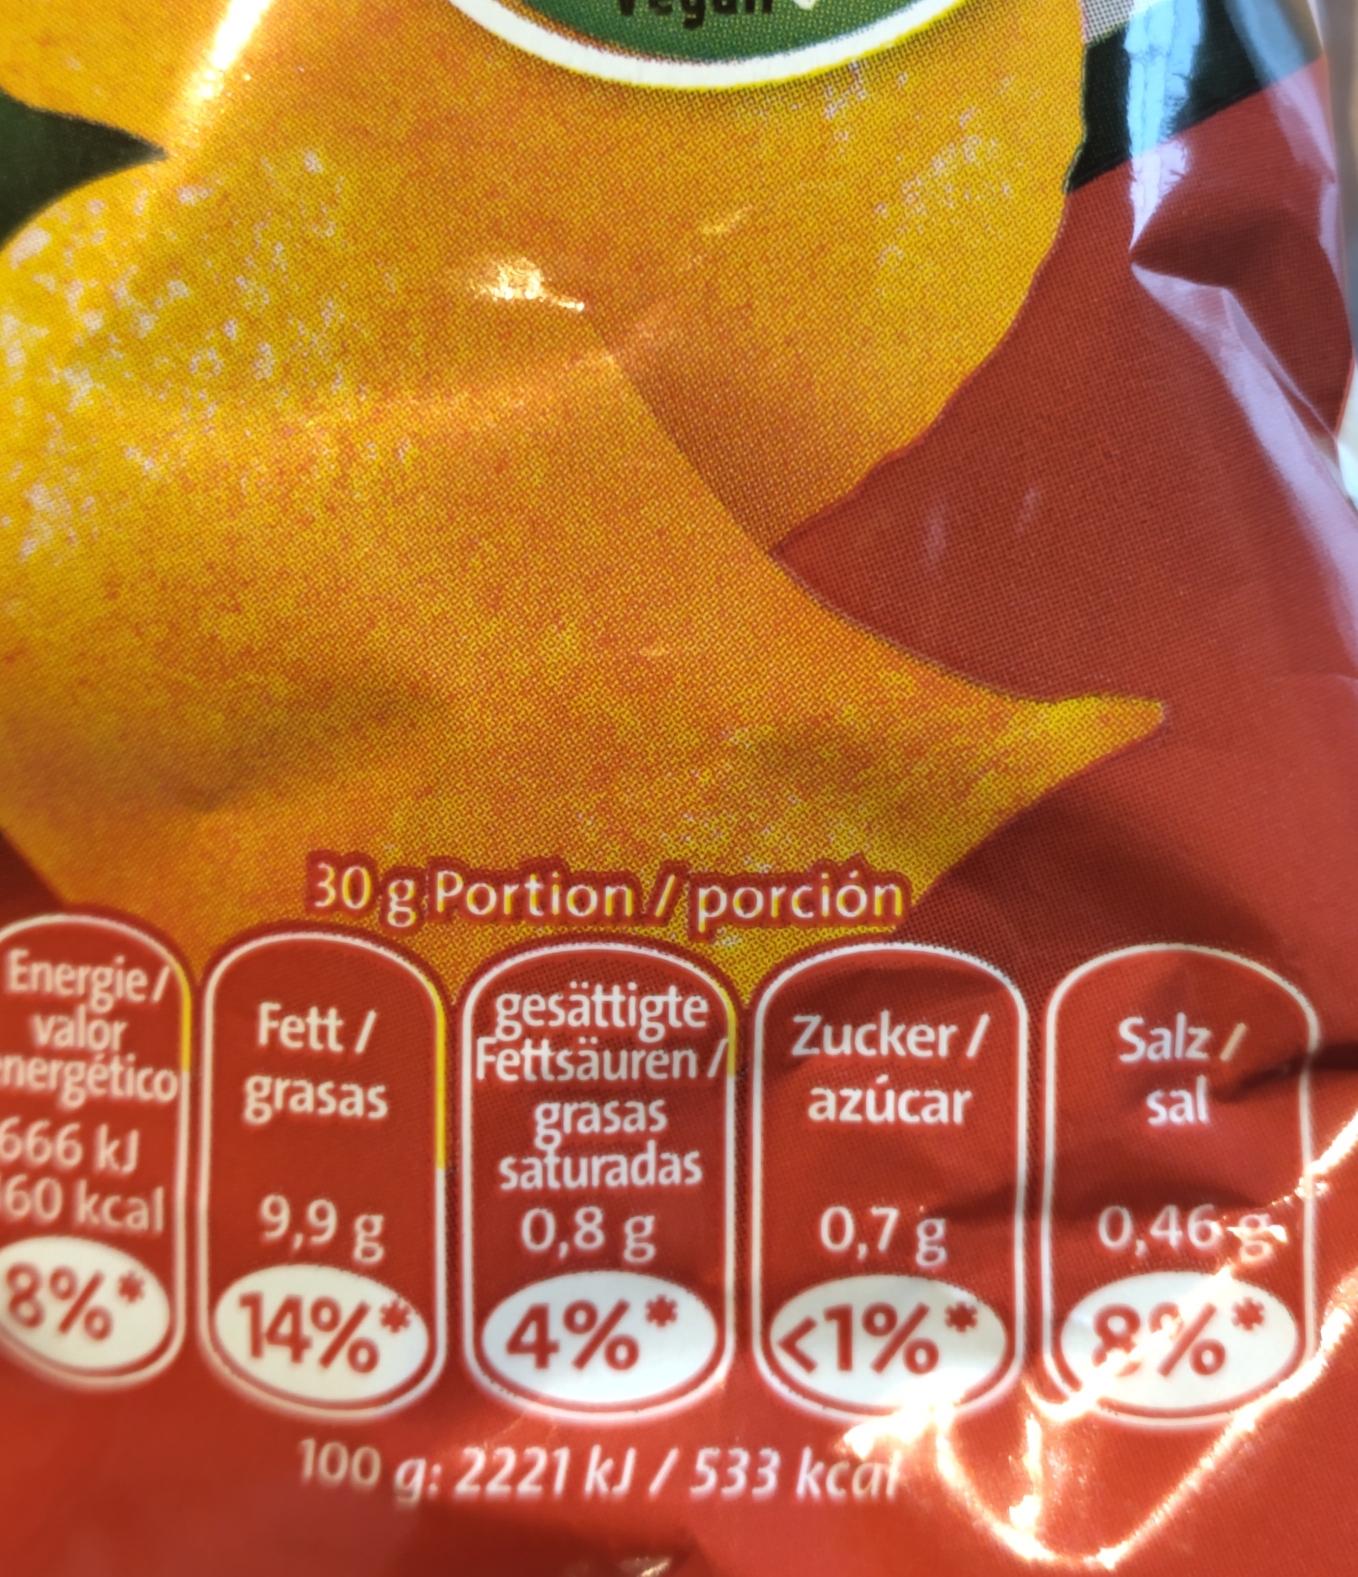 Vegan
30 g Portion / porción
Energie/
valor
energético
666 kJ
160 kcal
8%*
Fett /
grasas
9,9 g
14%*
gesättigte
Fettsäuren /
grasas
saturadas
0,8 g
4%*
Zucker /
azúcar
0,7 g
<1%*
Salz /
sal
0,46 g
8%*
100 g: 2221 kJ / 533 kcal